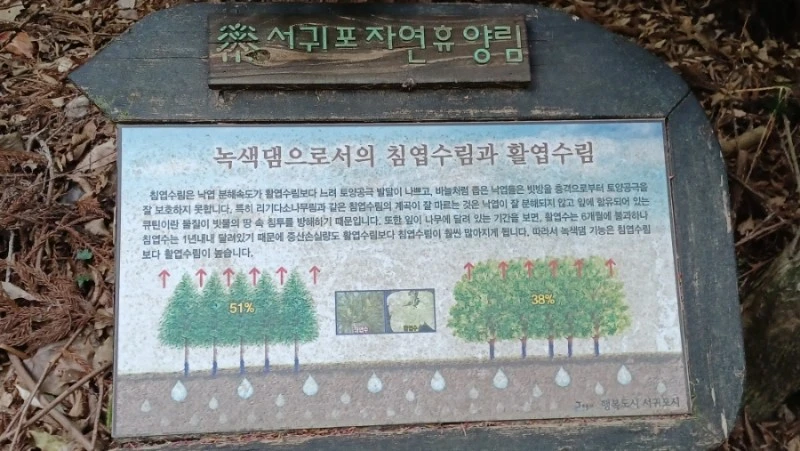 서귀포자연휴양림
녹색댐으로서의 침엽수림과 활엽수림
침엽수림은 낙엽 분해속도가 활엽수림보다 느려 토양공극 발달이 나쁘고, 바늘처럼 좁은 낙엽들은 빗방울 충격으로부터 토양공극을
잘 보호하지 못합니다. 특히 리기다소나무림과 같은 침엽수림의 계곡이 잘 마르는 것은 낙엽이 잘 분해되지 않고 잎에 함유되어 있는
큐틴이란 물질이 빗물의 땅 속 침투를 방해하기 때문입니다. 또한 잎이 나무에 달려 있는 기간을 보면, 활엽수는 6개월에 불과하나
침엽수는 1년내내 달려있기 때문에 증산손실량도 활엽수림보다 침엽수림이 훨씬 많아지게 됩니다. 따라서 녹색댐 기능은 침엽수림
보다 활엽수림이 높습니다.
51%
38%
활엽수
행복도시 서귀포시